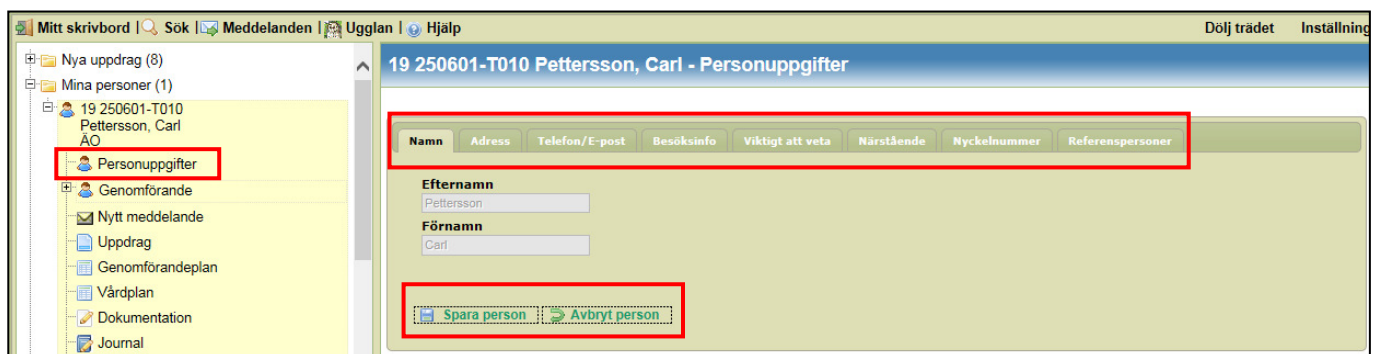 Mitt skrivbord | Sök | Meddelanden | Ugglan | Hjälp Dölj trädet Inställning
Nya uppdrag (8)
Mina personer (1)
19 250601-T010
Pettersson, Carl
ÄO
Personuppgifter
Genomförande
Nytt meddelande
Uppdrag
Genomförandeplan
Vårdplan
Dokumentation
Journal
19 250601-T010 Pettersson, Carl - Personuppgifter
Namn Adress Telefon/E-post Besöksinfo Viktigt att veta Närstående Nyckelnummer Referenspersoner
Efternamn
Pettersson
Förnamn
Carl
Spara person Avbryt person